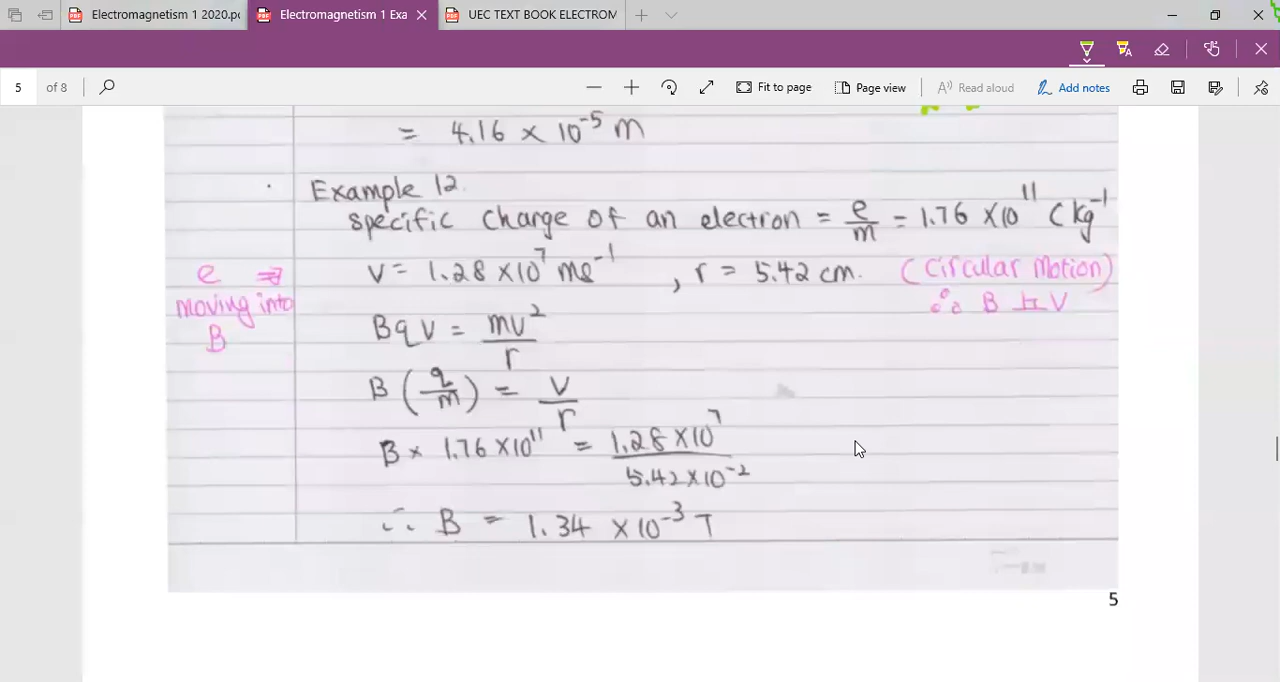 Electromagnetism 1 2020.p
Electromagnetism 1 Exa
UEC TEXT BOOK ELECTROM
5 of 8
Fit to page
Page view
Read aloud
Add notes
= 4.16 × 10⁻⁵ m
Example 12.
specific charge of an electron = e/m = 1.76 × 10¹¹ C kg⁻¹
v = 1.28 × 10⁷ ms⁻¹ , r = 5.42 cm. (Circular Motion)
∴ B ⊥ V
e ⇒
moving into
B
BqV = mv²/r
B (q/m) = v/r
B × 1.76 × 10¹¹ = 1.28 × 10⁷ / 5.42 × 10⁻²
∴ B = 1.34 × 10⁻³ T
5